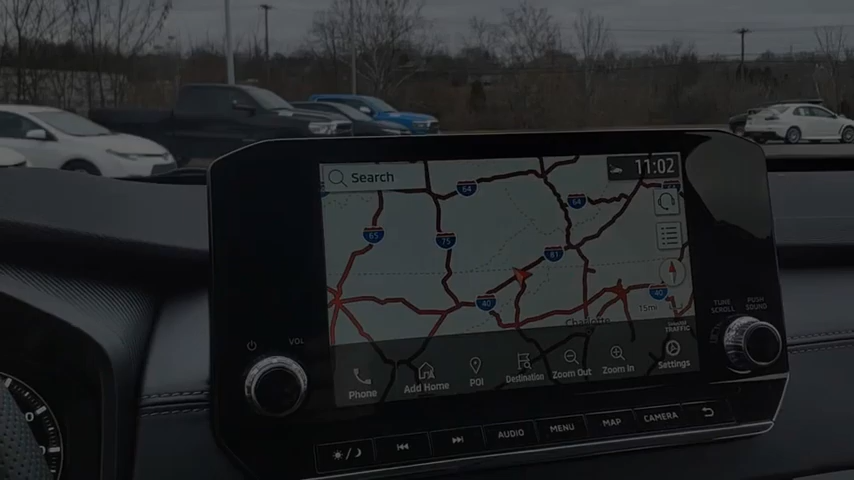 Search
11:02
64
64
65
75
81
40
40
Charlotte
15mi
TRAFFIC
Phone
Add Home
POI
Destination
Zoom Out
Zoom In
Settings
VOL
TUNE
SCROLL
PUSH
SOUND
AUDIO
MENU
MAP
CAMERA